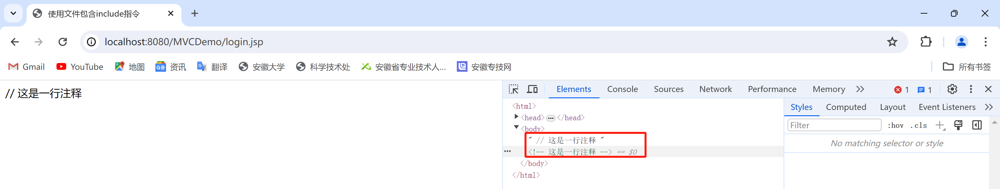 使用文件包含include指令
localhost:8080/MVCDemo/login.jsp
Gmail YouTube 地图 资讯 翻译 安徽大学 科学技术处 安徽省专业技术人... 安徽专技网 所有书签
// 这是一行注释
Elements Console Sources Network Performance Memory 1 1
<html>
<head> ... </head>
<body>
" // 这是一行注释 "
<!-- 这是一行注释 --> == $0
</body>
</html>
Styles Computed Layout Event Listeners
Filter :hov .cls
No matching selector or style